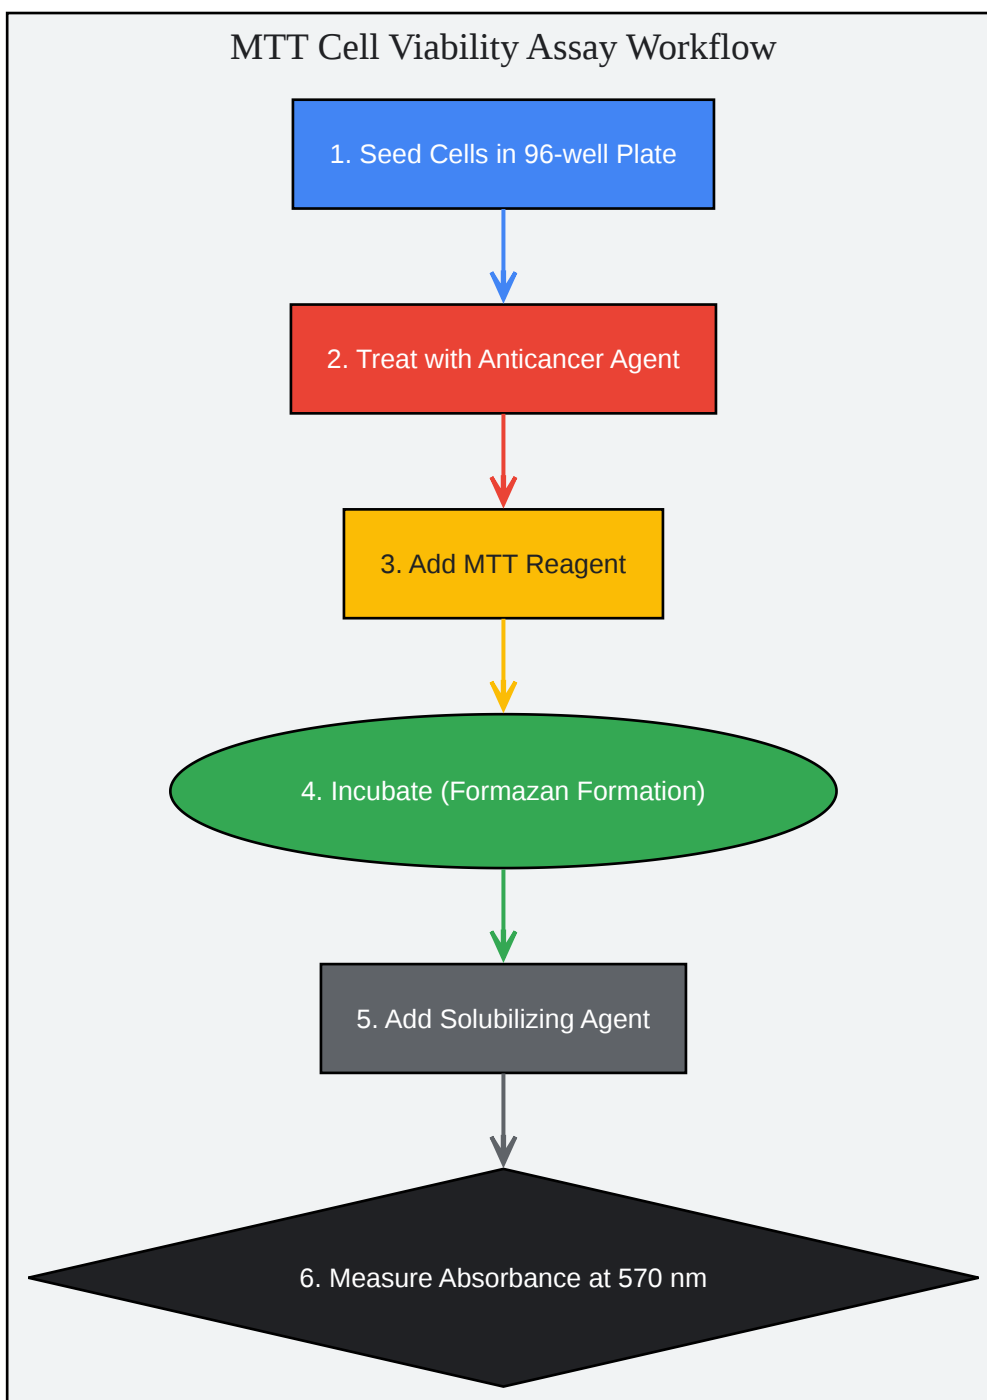 MTT Cell Viability Assay Workflow
1. Seed Cells in 96-well Plate
2. Treat with Anticancer Agent
3. Add MTT Reagent
4. Incubate (Formazan Formation)
5. Add Solubilizing Agent
6. Measure Absorbance at 570 nm